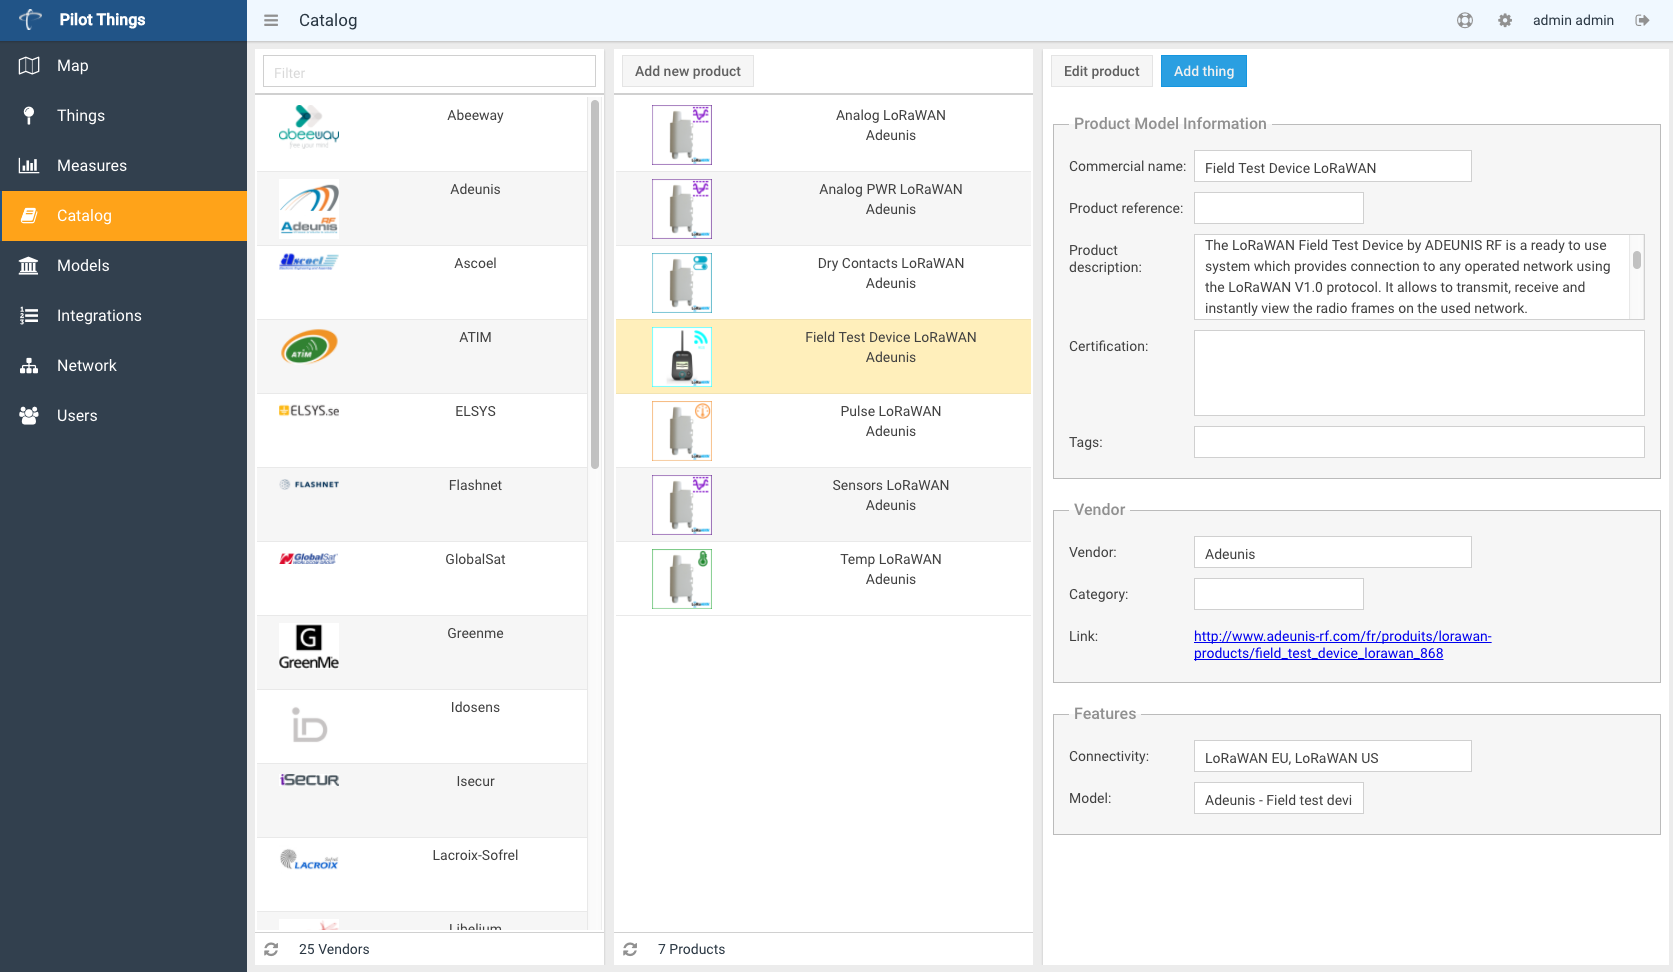 Pilot Things
Catalog
admin admin
Map
Things
Measures
Catalog
Models
Integrations
Network
Users
Filter
abeeway
free your mind
Abeeway
Adeunis RF
Adeunis
Ascoel
Ascoel
ATIM
ATIM
ELSYS.se
ELSYS
FLASHNET
Flashnet
GlobalSat
GlobalSat
G
GreenMe
Greenme
iD
Idosens
iSECUR
Isecur
LACROIX
Sofrel
Lacroix-Sofrel
Libelium
25 Vendors
Add new product
Analog LoRaWAN
Adeunis
Analog PWR LoRaWAN
Adeunis
Dry Contacts LoRaWAN
Adeunis
Field Test Device LoRaWAN
Adeunis
Pulse LoRaWAN
Adeunis
Sensors LoRaWAN
Adeunis
Temp LoRaWAN
Adeunis
7 Products
Edit product
Add thing
Product Model Information
Commercial name:
Field Test Device LoRaWAN
Product reference:
Product
description:
The LoRaWAN Field Test Device by ADEUNIS RF is a ready to use
system which provides connection to any operated network using
the LoRaWAN V1.0 protocol. It allows to transmit, receive and
instantly view the radio frames on the used network.
Certification:
Tags:
Vendor
Vendor:
Adeunis
Category:
Link:
http://www.adeunis-rf.com/fr/produits/lorawan-
products/field_test_device_lorawan_868
Features
Connectivity:
LoRaWAN EU, LoRaWAN US
Model:
Adeunis - Field test devi